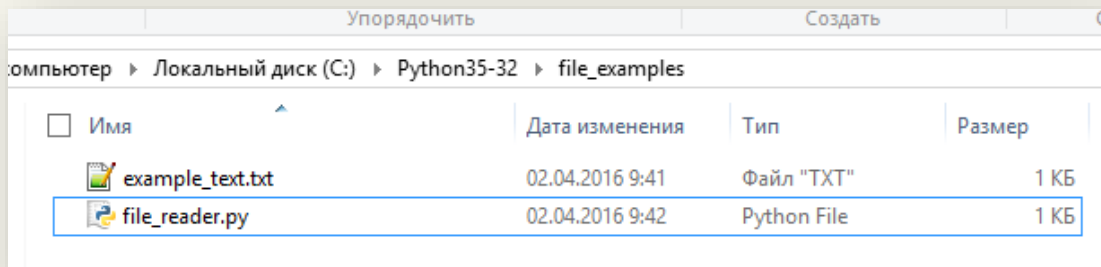 Упорядочить Создать
компьютер ▸ Локальный диск (C:) ▸ Python35-32 ▸ file_examples
Имя Дата изменения Тип Размер
example_text.txt 02.04.2016 9:41 Файл "TXT" 1 КБ
file_reader.py 02.04.2016 9:42 Python File 1 КБ